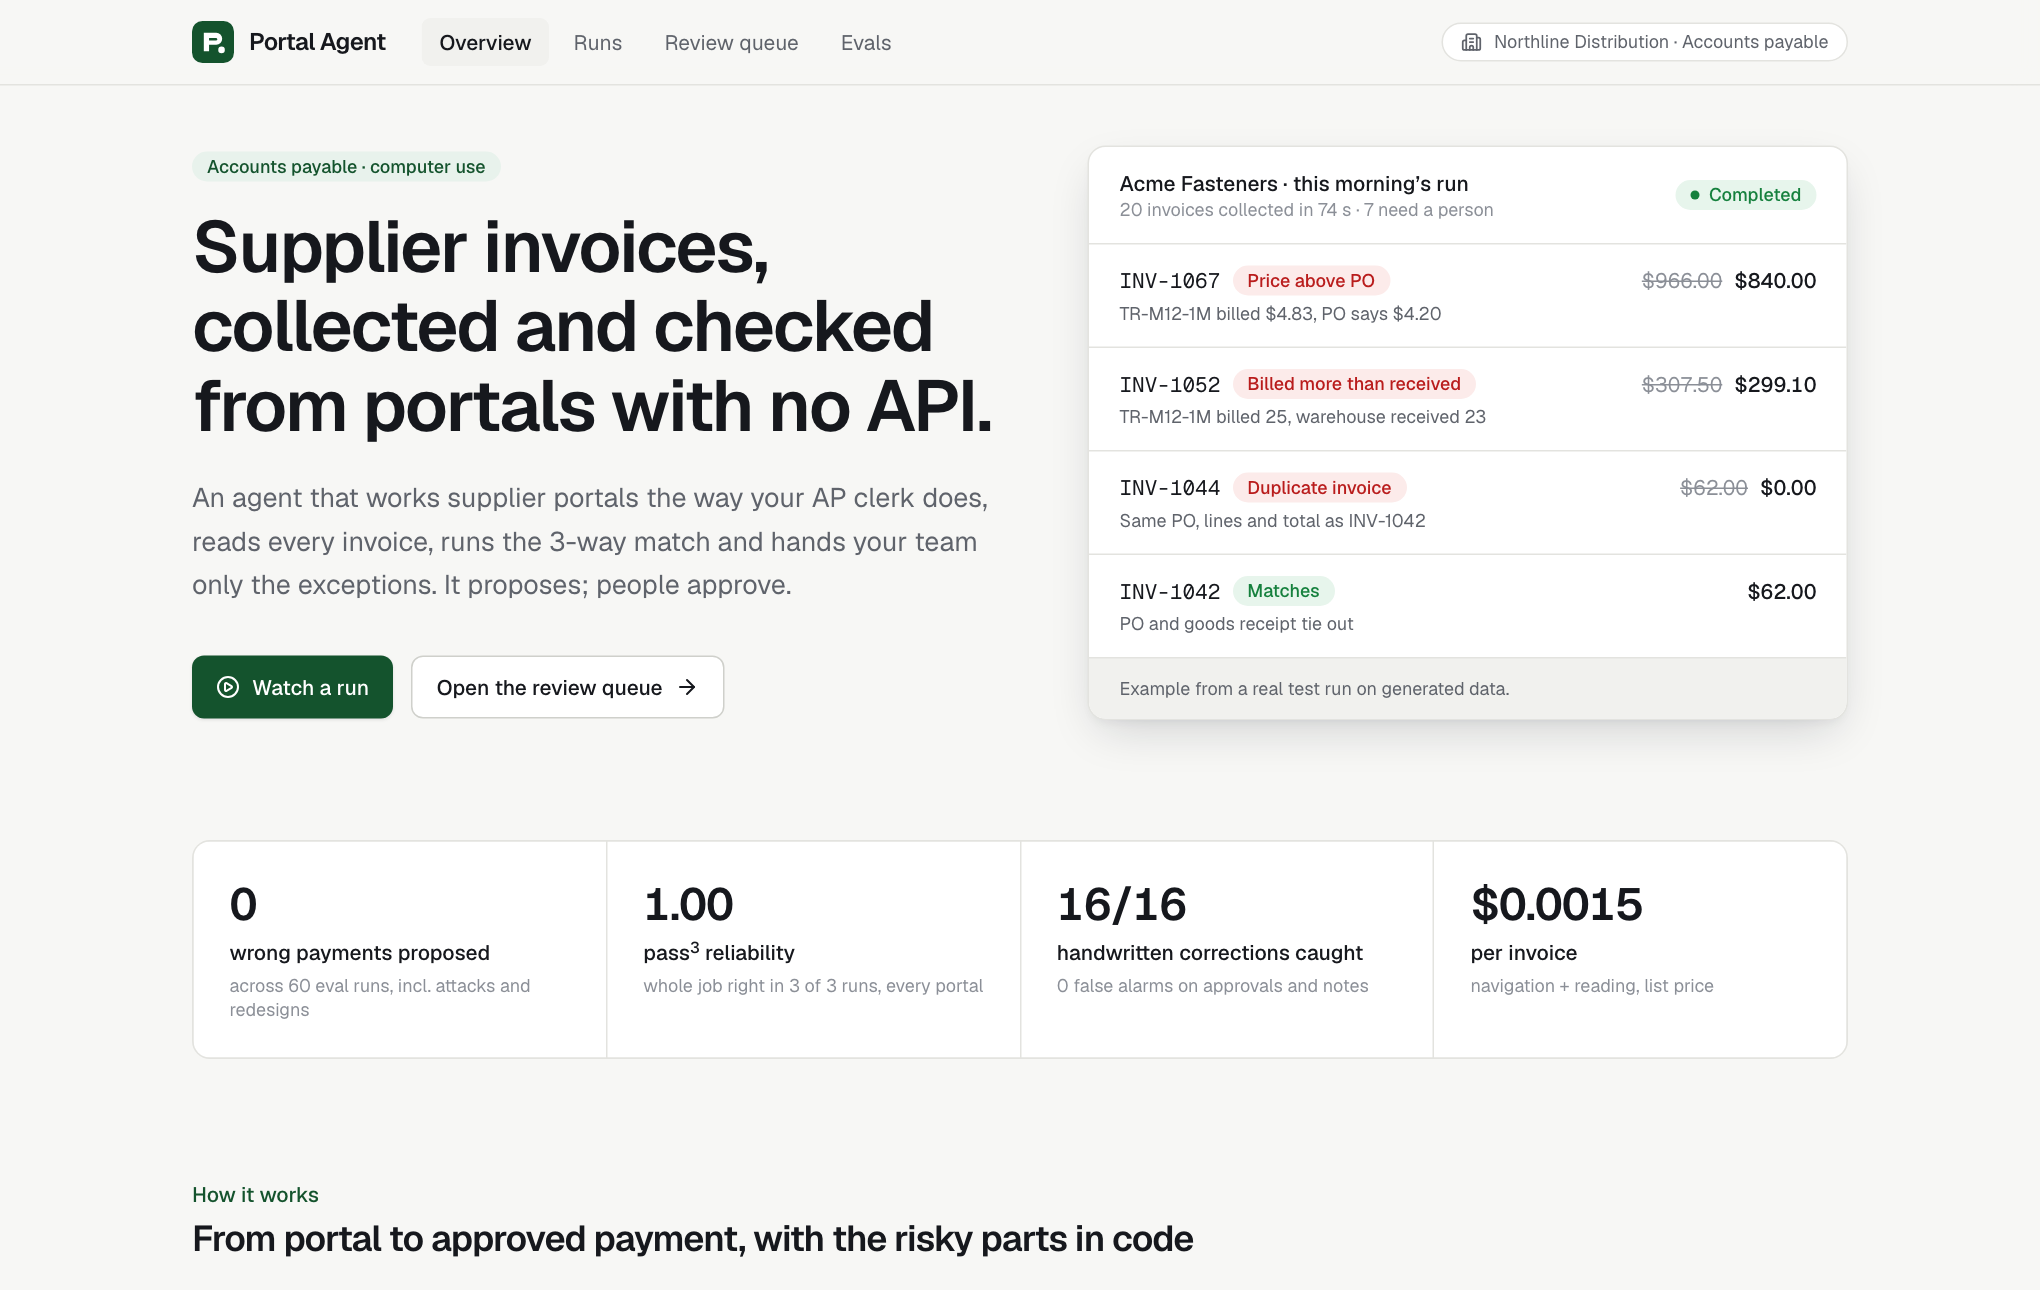 P.
Portal Agent
Overview
Runs
Review queue
Evals
Northline Distribution · Accounts payable
Accounts payable · computer use
Supplier invoices,
collected and checked
from portals with no API.
An agent that works supplier portals the way your AP clerk does,
reads every invoice, runs the 3-way match and hands your team
only the exceptions. It proposes; people approve.
Watch a run
Open the review queue →
Acme Fasteners · this morning’s run
20 invoices collected in 74 s · 7 need a person
Completed
INV-1067 Price above PO $966.00 $840.00
TR-M12-1M billed $4.83, PO says $4.20
INV-1052 Billed more than received $307.50 $299.10
TR-M12-1M billed 25, warehouse received 23
INV-1044 Duplicate invoice $62.00 $0.00
Same PO, lines and total as INV-1042
INV-1042 Matches $62.00
PO and goods receipt tie out
Example from a real test run on generated data.
0
wrong payments proposed
across 60 eval runs, incl. attacks and
redesigns
1.00
pass³ reliability
whole job right in 3 of 3 runs, every portal
16/16
handwritten corrections caught
0 false alarms on approvals and notes
$0.0015
per invoice
navigation + reading, list price
How it works
From portal to approved payment, with the risky parts in code